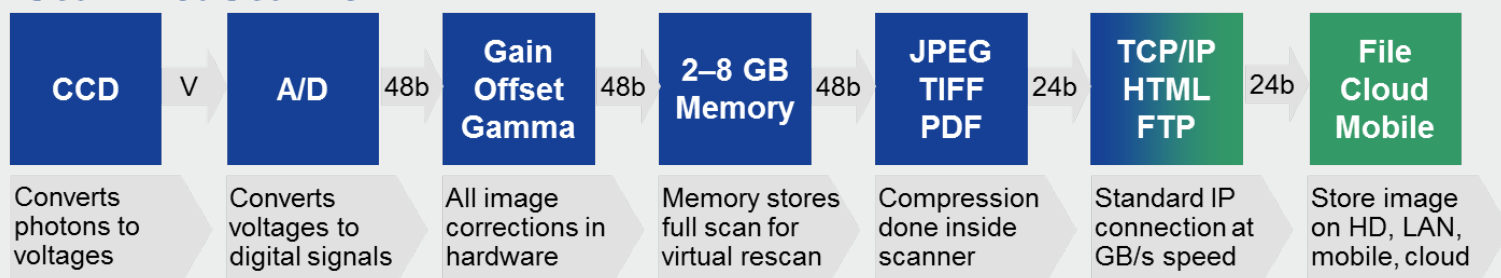 CCD
V
A/D
48b
Gain
Offset
Gamma
48b
2–8 GB
Memory
48b
JPEG
TIFF
PDF
24b
TCP/IP
HTML
FTP
24b
File
Cloud
Mobile
Converts
photons to
voltages
Converts
voltages to
digital signals
All image
corrections in
hardware
Memory stores
full scan for
virtual rescan
Compression
done inside
scanner
Standard IP
connection at
GB/s speed
Store image
on HD, LAN,
mobile, cloud